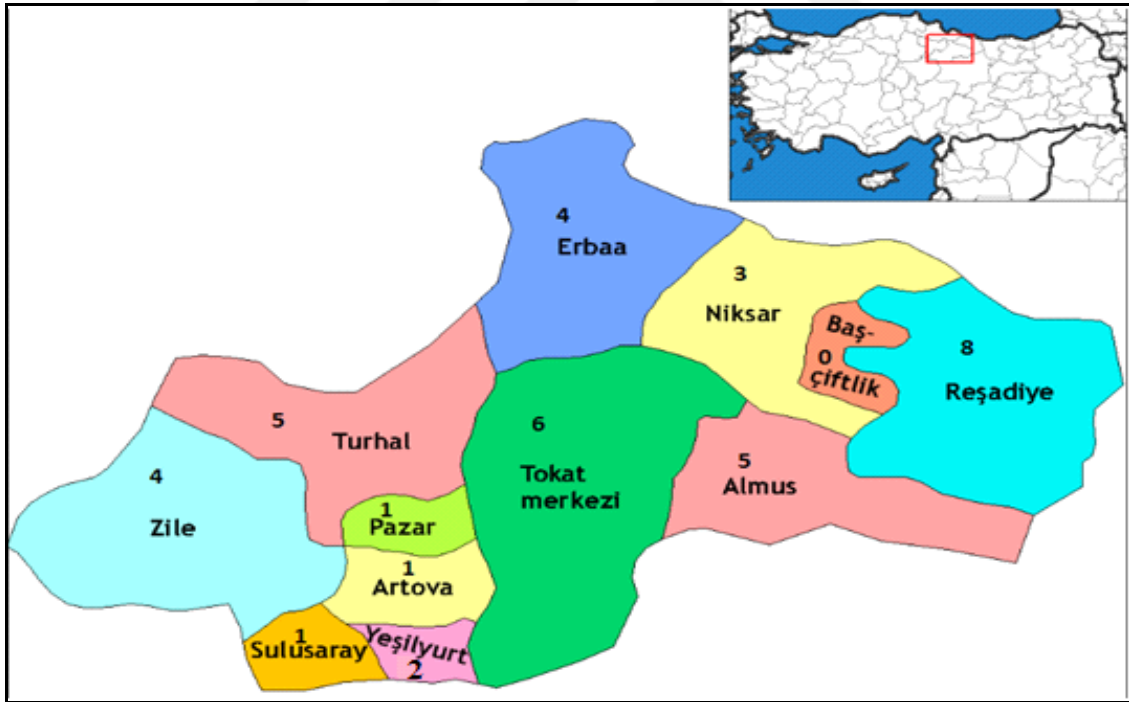 4
Erbaa
3
Niksar
Baş-
0
çiftlik
8
Reşadiye
5
Turhal
6
Tokat
merkezi
5
Almus
4
Zile
1
Pazar
1
Artova
1
Sulusaray
Yeşilyurt
2